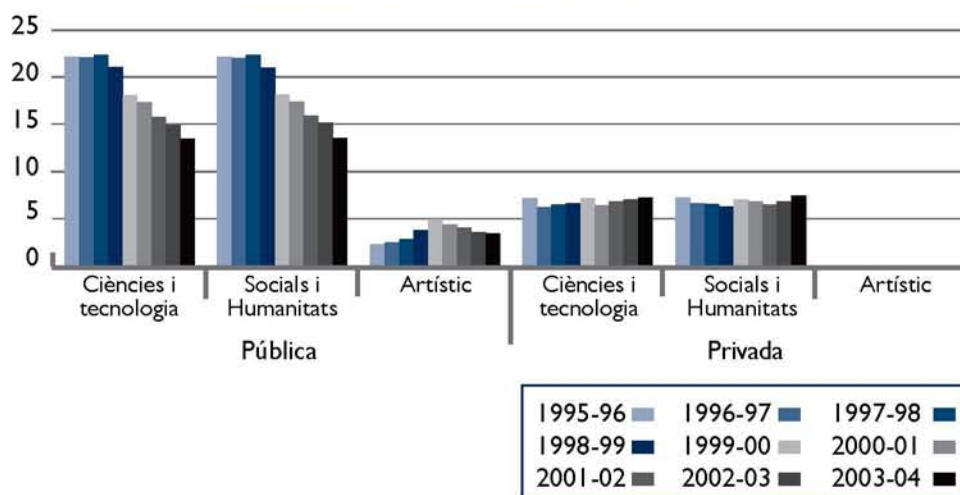 25
20
15
10
5
0
Ciències i
tecnologia
Socials i
Humanitats
Artístic
Ciències i
tecnologia
Socials i
Humanitats
Artístic
Pública
Privada
1995-96
1996-97
1997-98
1998-99
1999-00
2000-01
2001-02
2002-03
2003-04